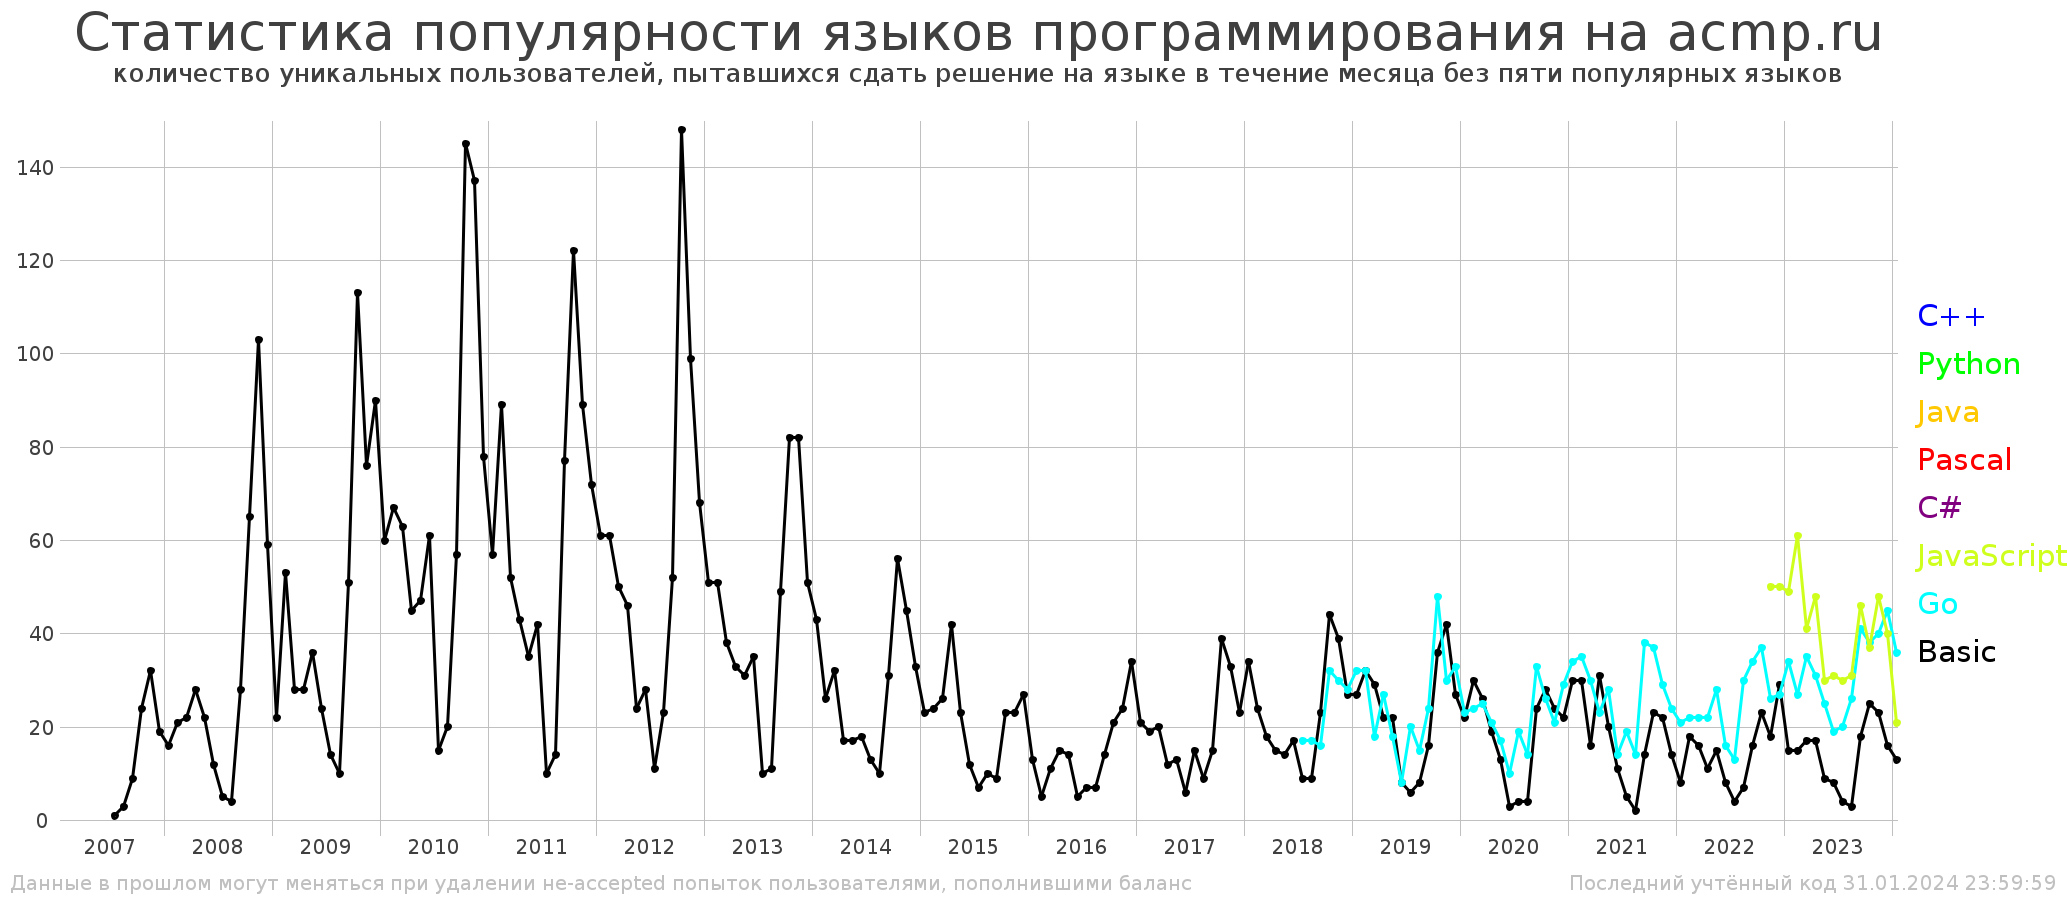 Статистика популярности языков программирования на acmp.ru
количество уникальных пользователей, пытавшихся сдать решение на языке в течение месяца без пяти популярных языков
140
120
100
80
60
40
20
0
C++
Python
Java
Pascal
C#
JavaScript
Go
Basic
2007 2008 2009 2010 2011 2012 2013 2014 2015 2016 2017 2018 2019 2020 2021 2022 2023
Данные в прошлом могут меняться при удалении не-accepted попыток пользователями, пополнившими баланс
Последний учтённый код 31.01.2024 23:59:59